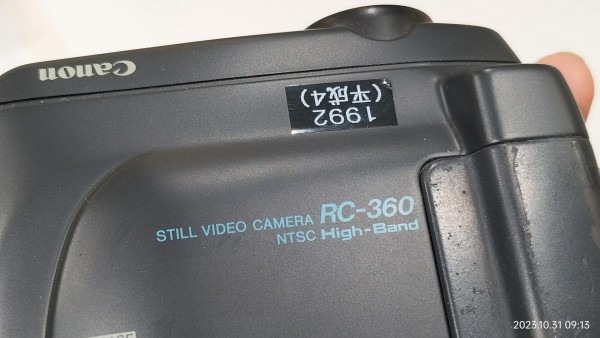 Canon
1992
(平成4)
STILL VIDEO CAMERA RC-360
NTSC High-Band
2023.10.31 09:13